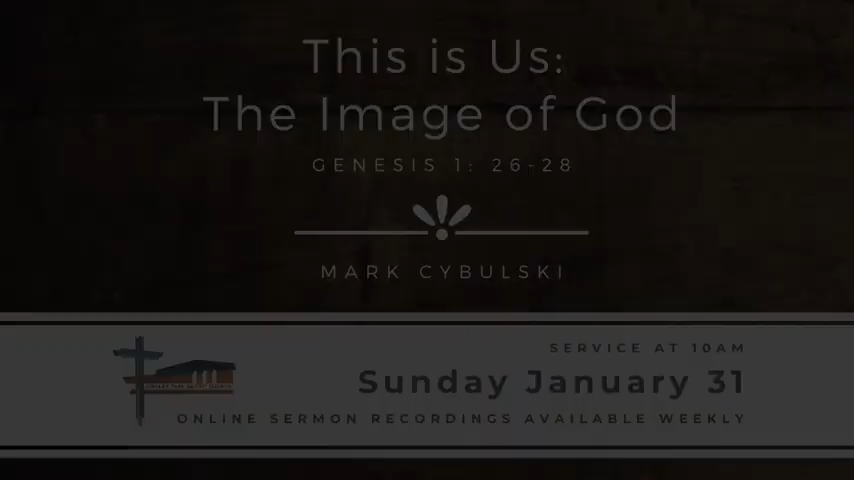 This is Us:
The Image of God
GENESIS 1: 26-28
MARK CYBULSKI
SERVICE AT 10AM
Sunday January 31
ONLINE SERMON RECORDINGS AVAILABLE WEEKLY